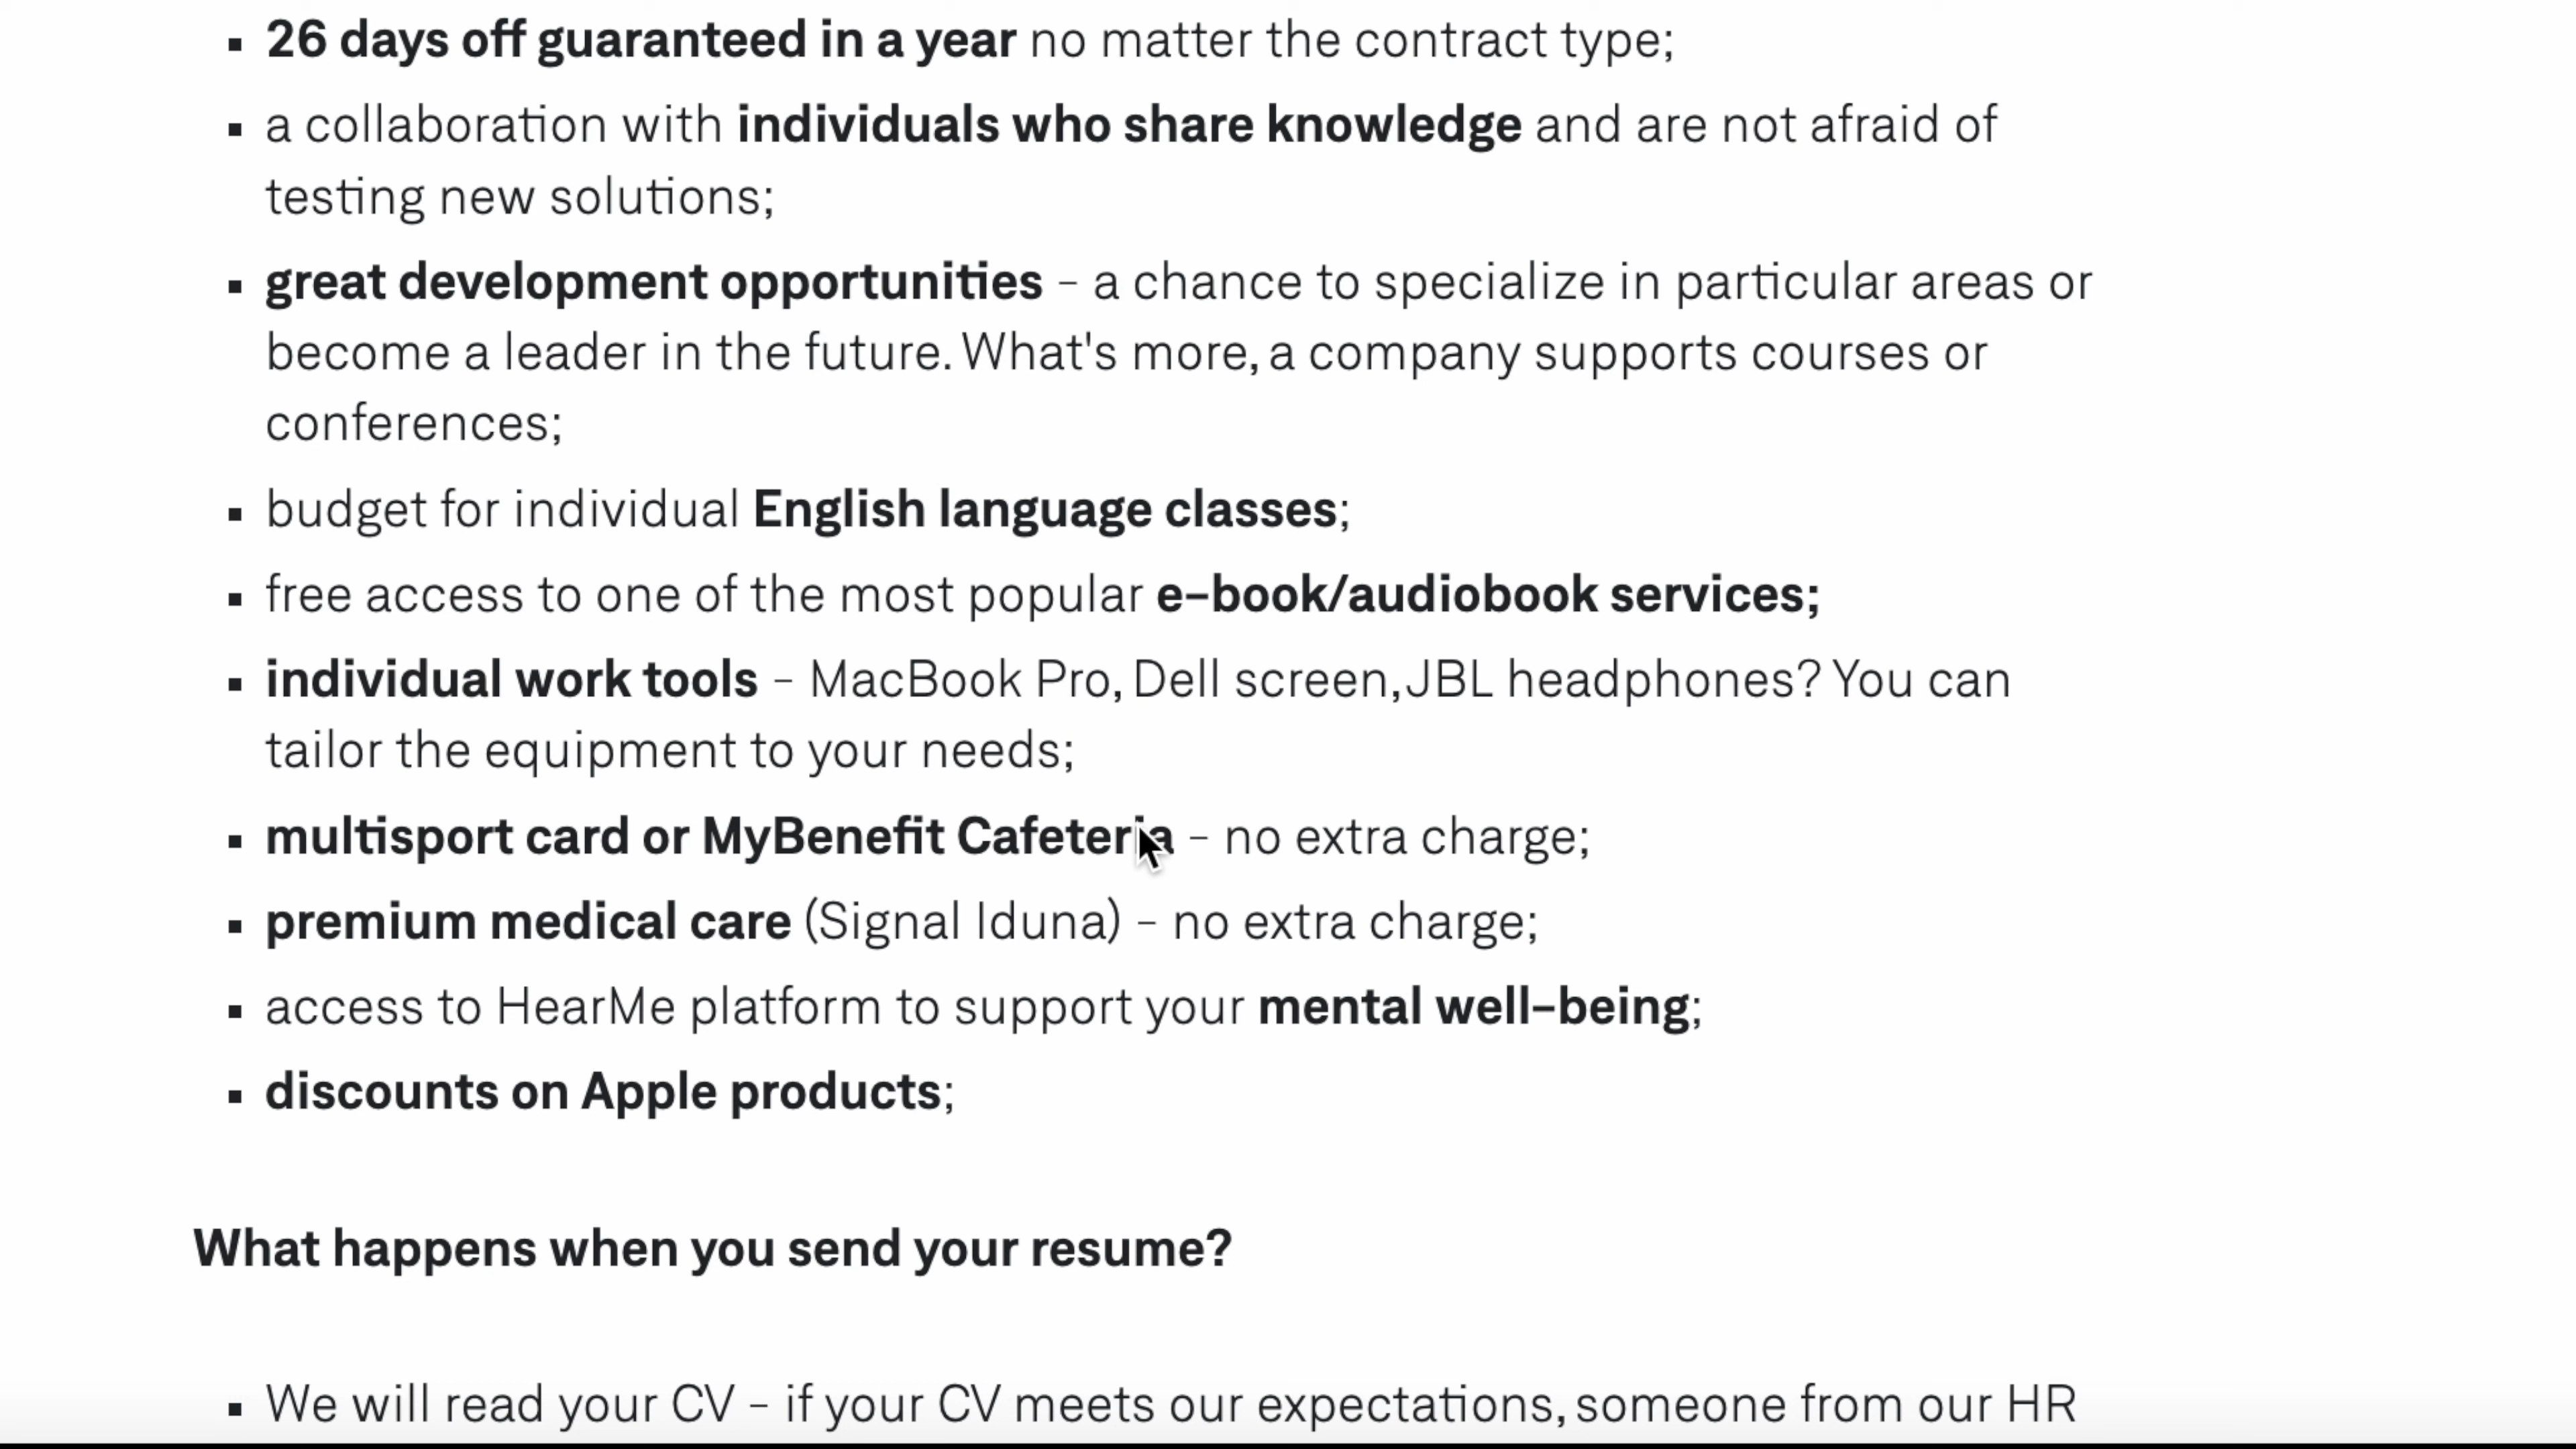 ▪ 26 days off guaranteed in a year no matter the contract type;
▪ a collaboration with individuals who share knowledge and are not afraid of
testing new solutions;
▪ great development opportunities – a chance to specialize in particular areas or
become a leader in the future. What's more, a company supports courses or
conferences;
▪ budget for individual English language classes;
▪ free access to one of the most popular e-book/audiobook services;
▪ individual work tools – MacBook Pro, Dell screen,JBL headphones? You can
tailor the equipment to your needs;
▪ multisport card or MyBenefit Cafeteria – no extra charge;
▪ premium medical care (Signal Iduna) – no extra charge;
▪ access to HearMe platform to support your mental well-being;
▪ discounts on Apple products;
What happens when you send your resume?
▪ We will read your CV – if your CV meets our expectations, someone from our HR